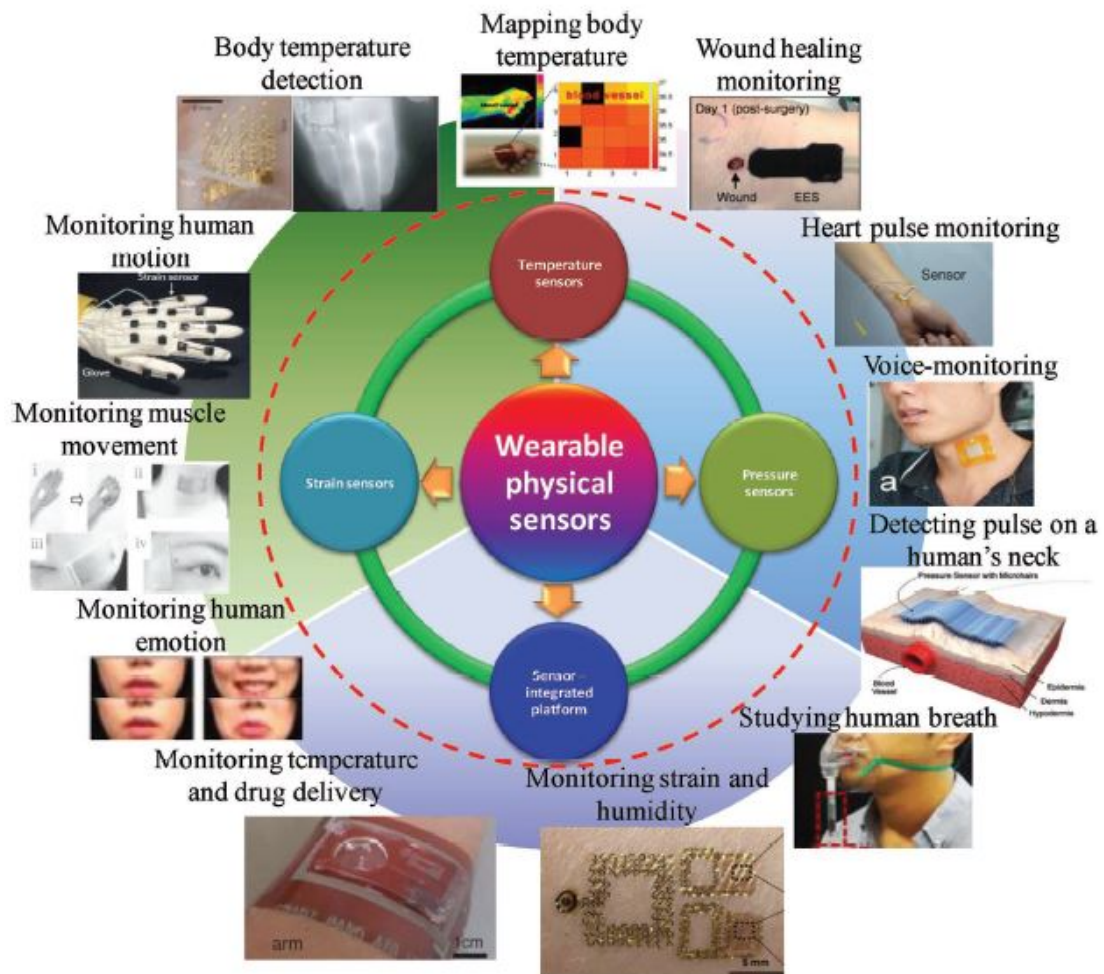 Body temperature
detection
Mapping body
temperature
blood vessel
1 2 3 4
Wound healing
monitoring
Day 1 (post-surgery)
Wound
EES
Monitoring human
motion
Strain sensor
Glove
Heart pulse monitoring
Sensor
Temperature
sensors
Voice-monitoring
a
Monitoring muscle
movement
i
ii
iii
iv
Strain sensors
Wearable
physical
sensors
Pressure
sensors
Detecting pulse on a
human's neck
Pressure Sensor with Microhairs
Blood
Vessel
Epidermis
Dermis
Hypodermis
Monitoring human
emotion
Sensor –
integrated
platform
Studying human breath
Monitoring temperature
and drug delivery
arm
1cm
Monitoring strain and
humidity
5 mm